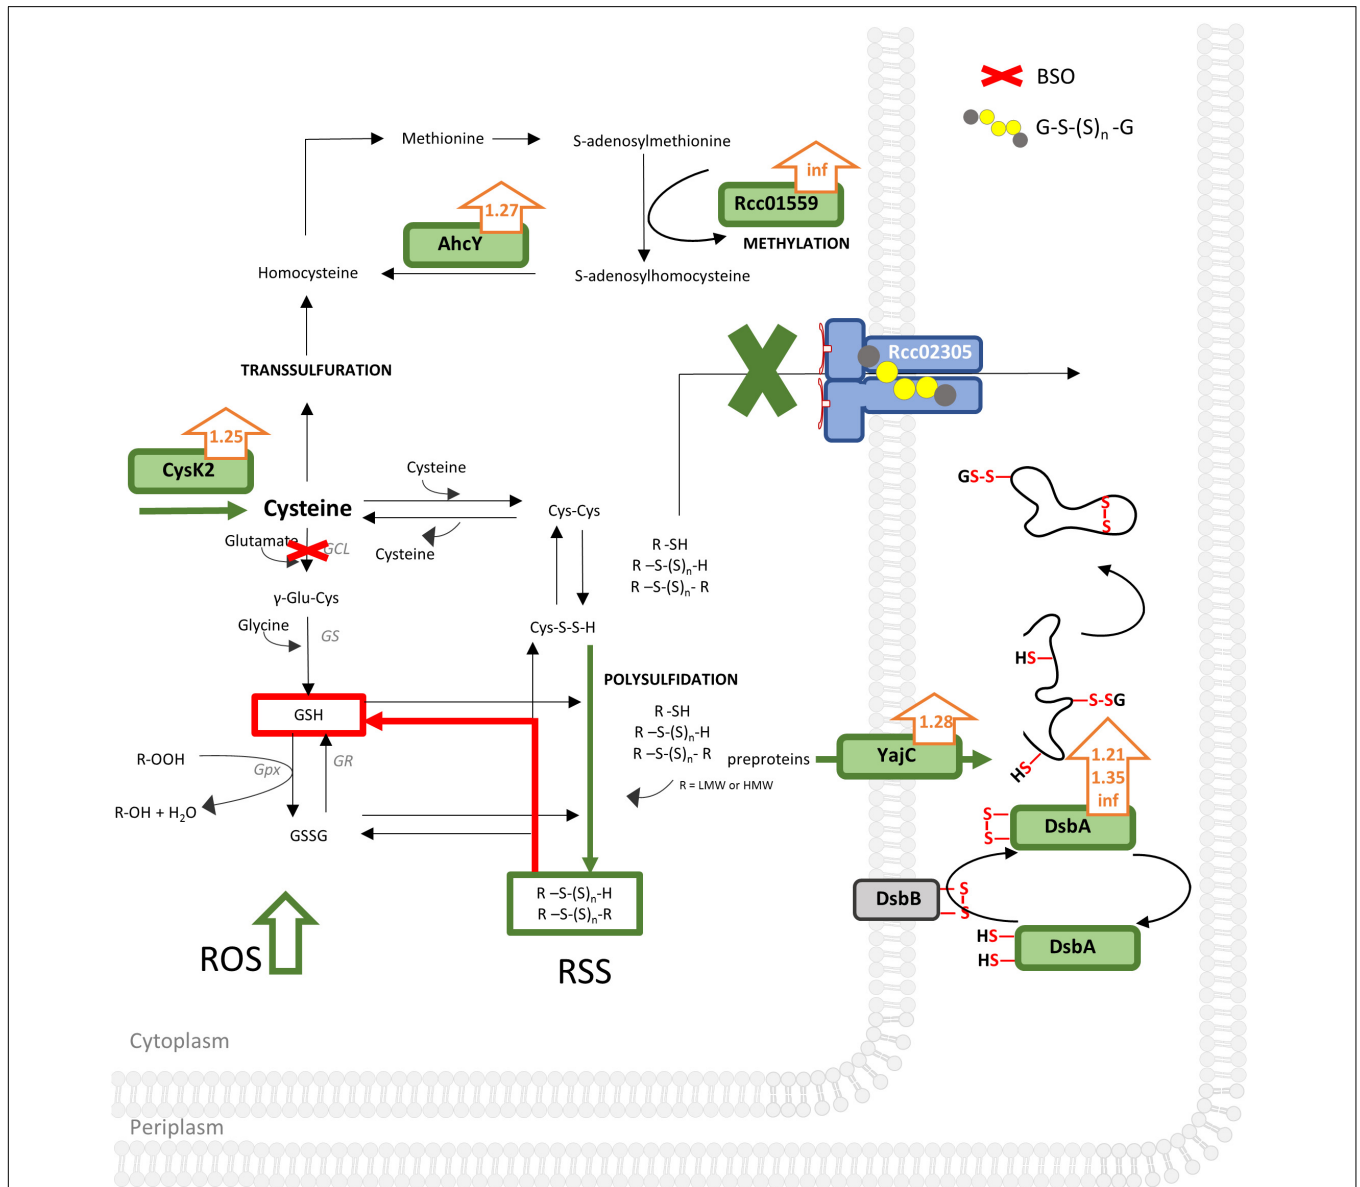 BSO
G-S-(S)n -G
Methionine
S-adenosylmethionine
inf
Rcc01559
METHYLATION
1.27
AhcY
Homocysteine
S-adenosylhomocysteine
TRANSSULFURATION
Rcc02305
1.25
CysK2
Cysteine
Cysteine
Cysteine
Cys-Cys
Glutamate
GCL
γ-Glu-Cys
Glycine
GS
R -SH
R –S-(S)n-H
R –S-(S)n- R
Cys-S-S-H
POLYSULFIDATION
R -SH
R –S-(S)n-H
R –S-(S)n- R
R = LMW or HMW
preproteins
1.28
YajC
GSH
R-OOH
Gpx
GR
R-OH + H2O
GSSG
R –S-(S)n-H
R –S-(S)n-R
ROS
RSS
GS-S
S
S
HS
S-SG
HS
1.21
1.35
inf
S
S
DsbA
DsbB
S
S
HS
HS
DsbA
Cytoplasm
Periplasm